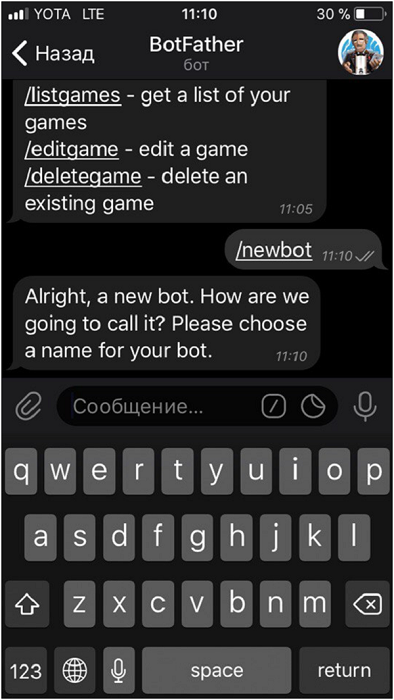 YOTA LTE 11:10 30 %
Назад BotFather
бот
/listgames - get a list of your
games
/editgame - edit a game
/deletegame - delete an
existing game 11:05
/newbot 11:10
Alright, a new bot. How are we
going to call it? Please choose
a name for your bot. 11:10
Сообщение...
q w e r t y u i o p
a s d f g h j k l
z x c v b n m
123 space return